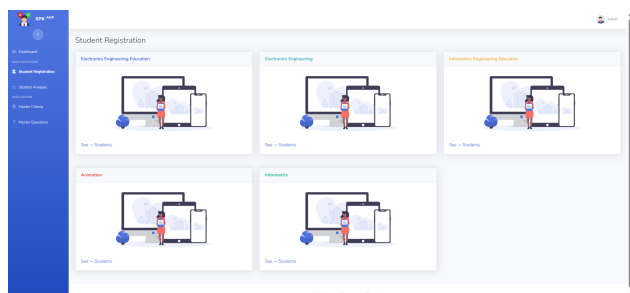 SPK AHP
Admin
Dashboard
Student Registration
Student Analysis
Master Criteria
Master Questions
Student Registration
Electronics Engineering Education
Electronics Engineering
Informatics Engineering Education
See → Students
See → Students
See → Students
Animation
Informatics
See → Students
See → Students